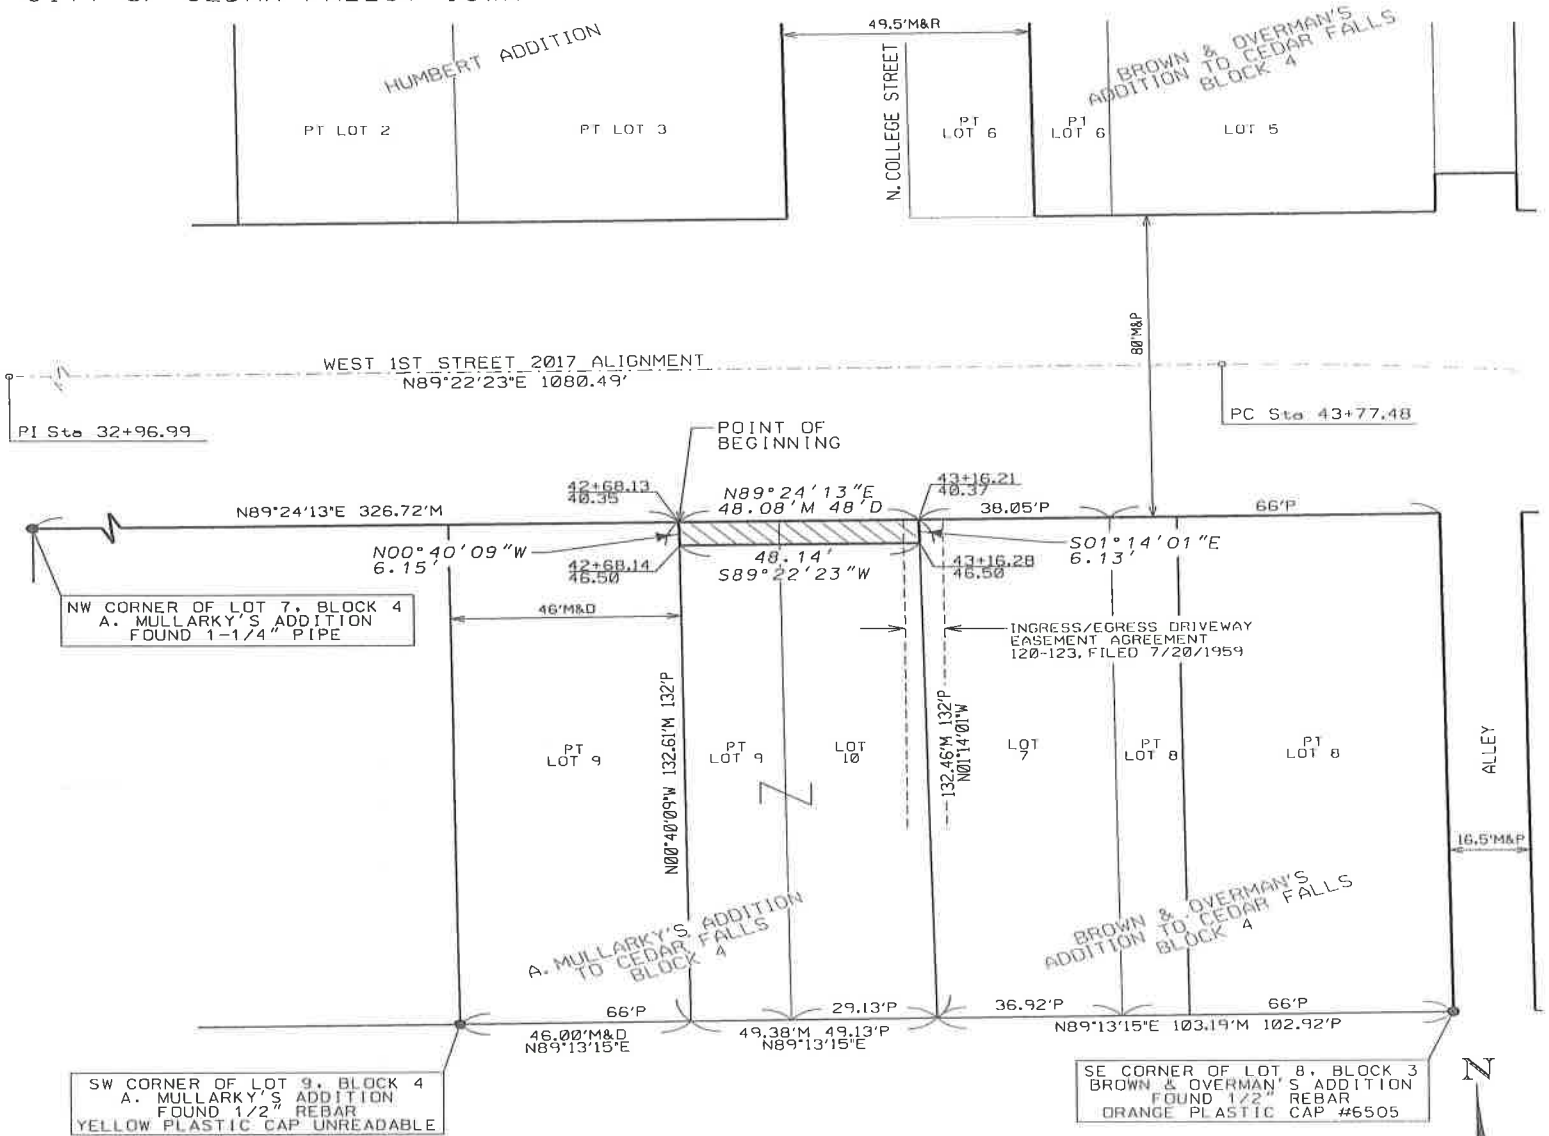 49.5'M&R
HUMBERT ADDITION
BROWN & OVERMAN'S
ADDITION TO CEDAR FALLS
BLOCK 4
N. COLLEGE STREET
PT LOT 2
PT LOT 3
PT
LOT 6
PT
LOT 6
LOT 5
80'M&P
WEST 1ST STREET 2017 ALIGNMENT
N89°22'23"E 1080.49'
PI Sta 32+96.99
PC Sta 43+77.48
POINT OF
BEGINNING
42+68.13
40.35
N89°24'13"E
48.08'M 48'D
43+16.21
40.37
N89°24'13"E 326.72'M
38.05'P
66'P
N00°40'09"W
6.15'
42+68.14
46.50
48.14'
S89°22'23"W
43+16.28
46.50
S01°14'01"E
6.13'
NW CORNER OF LOT 7, BLOCK 4
A. MULLARKY'S ADDITION
FOUND 1-1/4" PIPE
46'M&D
INGRESS/EGRESS DRIVEWAY
EASEMENT AGREEMENT
120-123, FILED 7/20/1959
N00°40'09"W 132.61'M 132'P
132.46'M 132'P
N01°14'01"W
PT
LOT 9
PT
LOT 9
LOT
10
LOT
7
PT
LOT 8
PT
LOT 8
ALLEY
16.5'M&P
A. MULLARKY'S ADDITION
TO CEDAR FALLS
BLOCK 4
BROWN & OVERMAN'S
ADDITION TO CEDAR FALLS
BLOCK 4
66'P
29.13'P
36.92'P
66'P
46.00'M&D
N89°13'15"E
49.38'M 49.13'P
N89°13'15"E
N89°13'15"E 103.19'M 102.92'P
SW CORNER OF LOT 9, BLOCK 4
A. MULLARKY'S ADDITION
FOUND 1/2" REBAR
YELLOW PLASTIC CAP UNREADABLE
SE CORNER OF LOT 8, BLOCK 3
BROWN & OVERMAN'S ADDITION
FOUND 1/2" REBAR
ORANGE PLASTIC CAP #6505
N